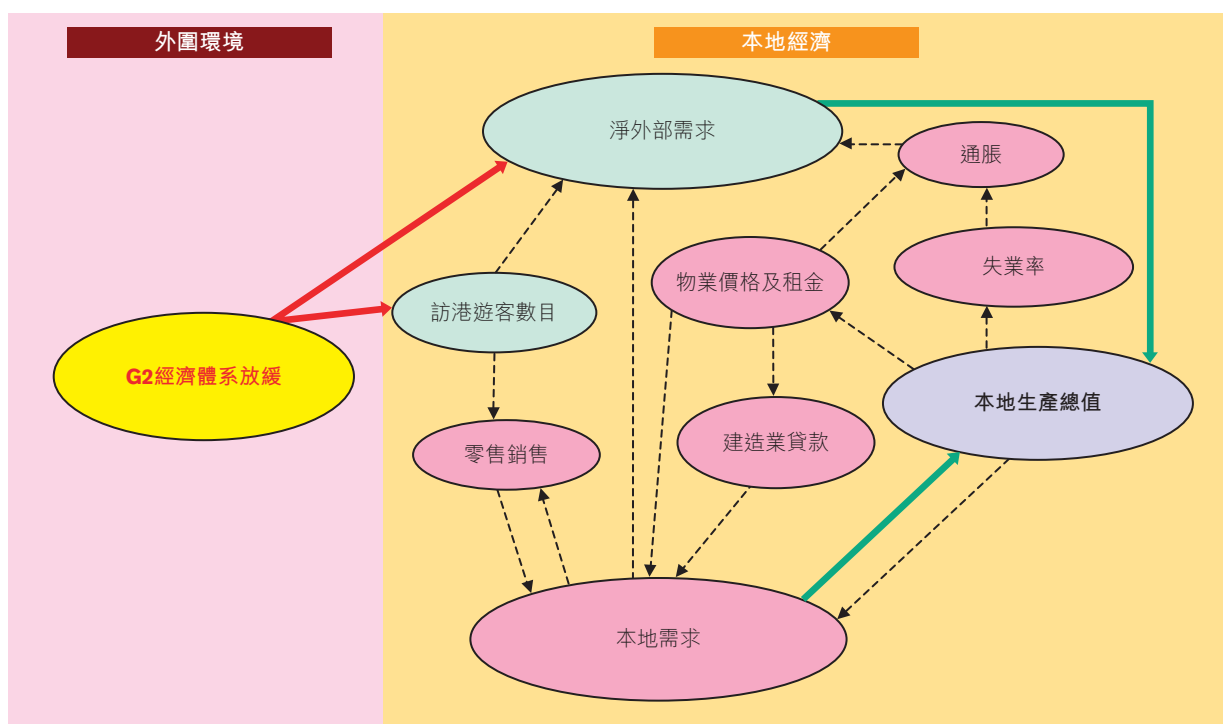 外圍環境
本地經濟
淨外部需求
通脹
物業價格及租金
失業率
訪港遊客數目
G2經濟體系放緩
本地生產總值
零售銷售
建造業貸款
本地需求